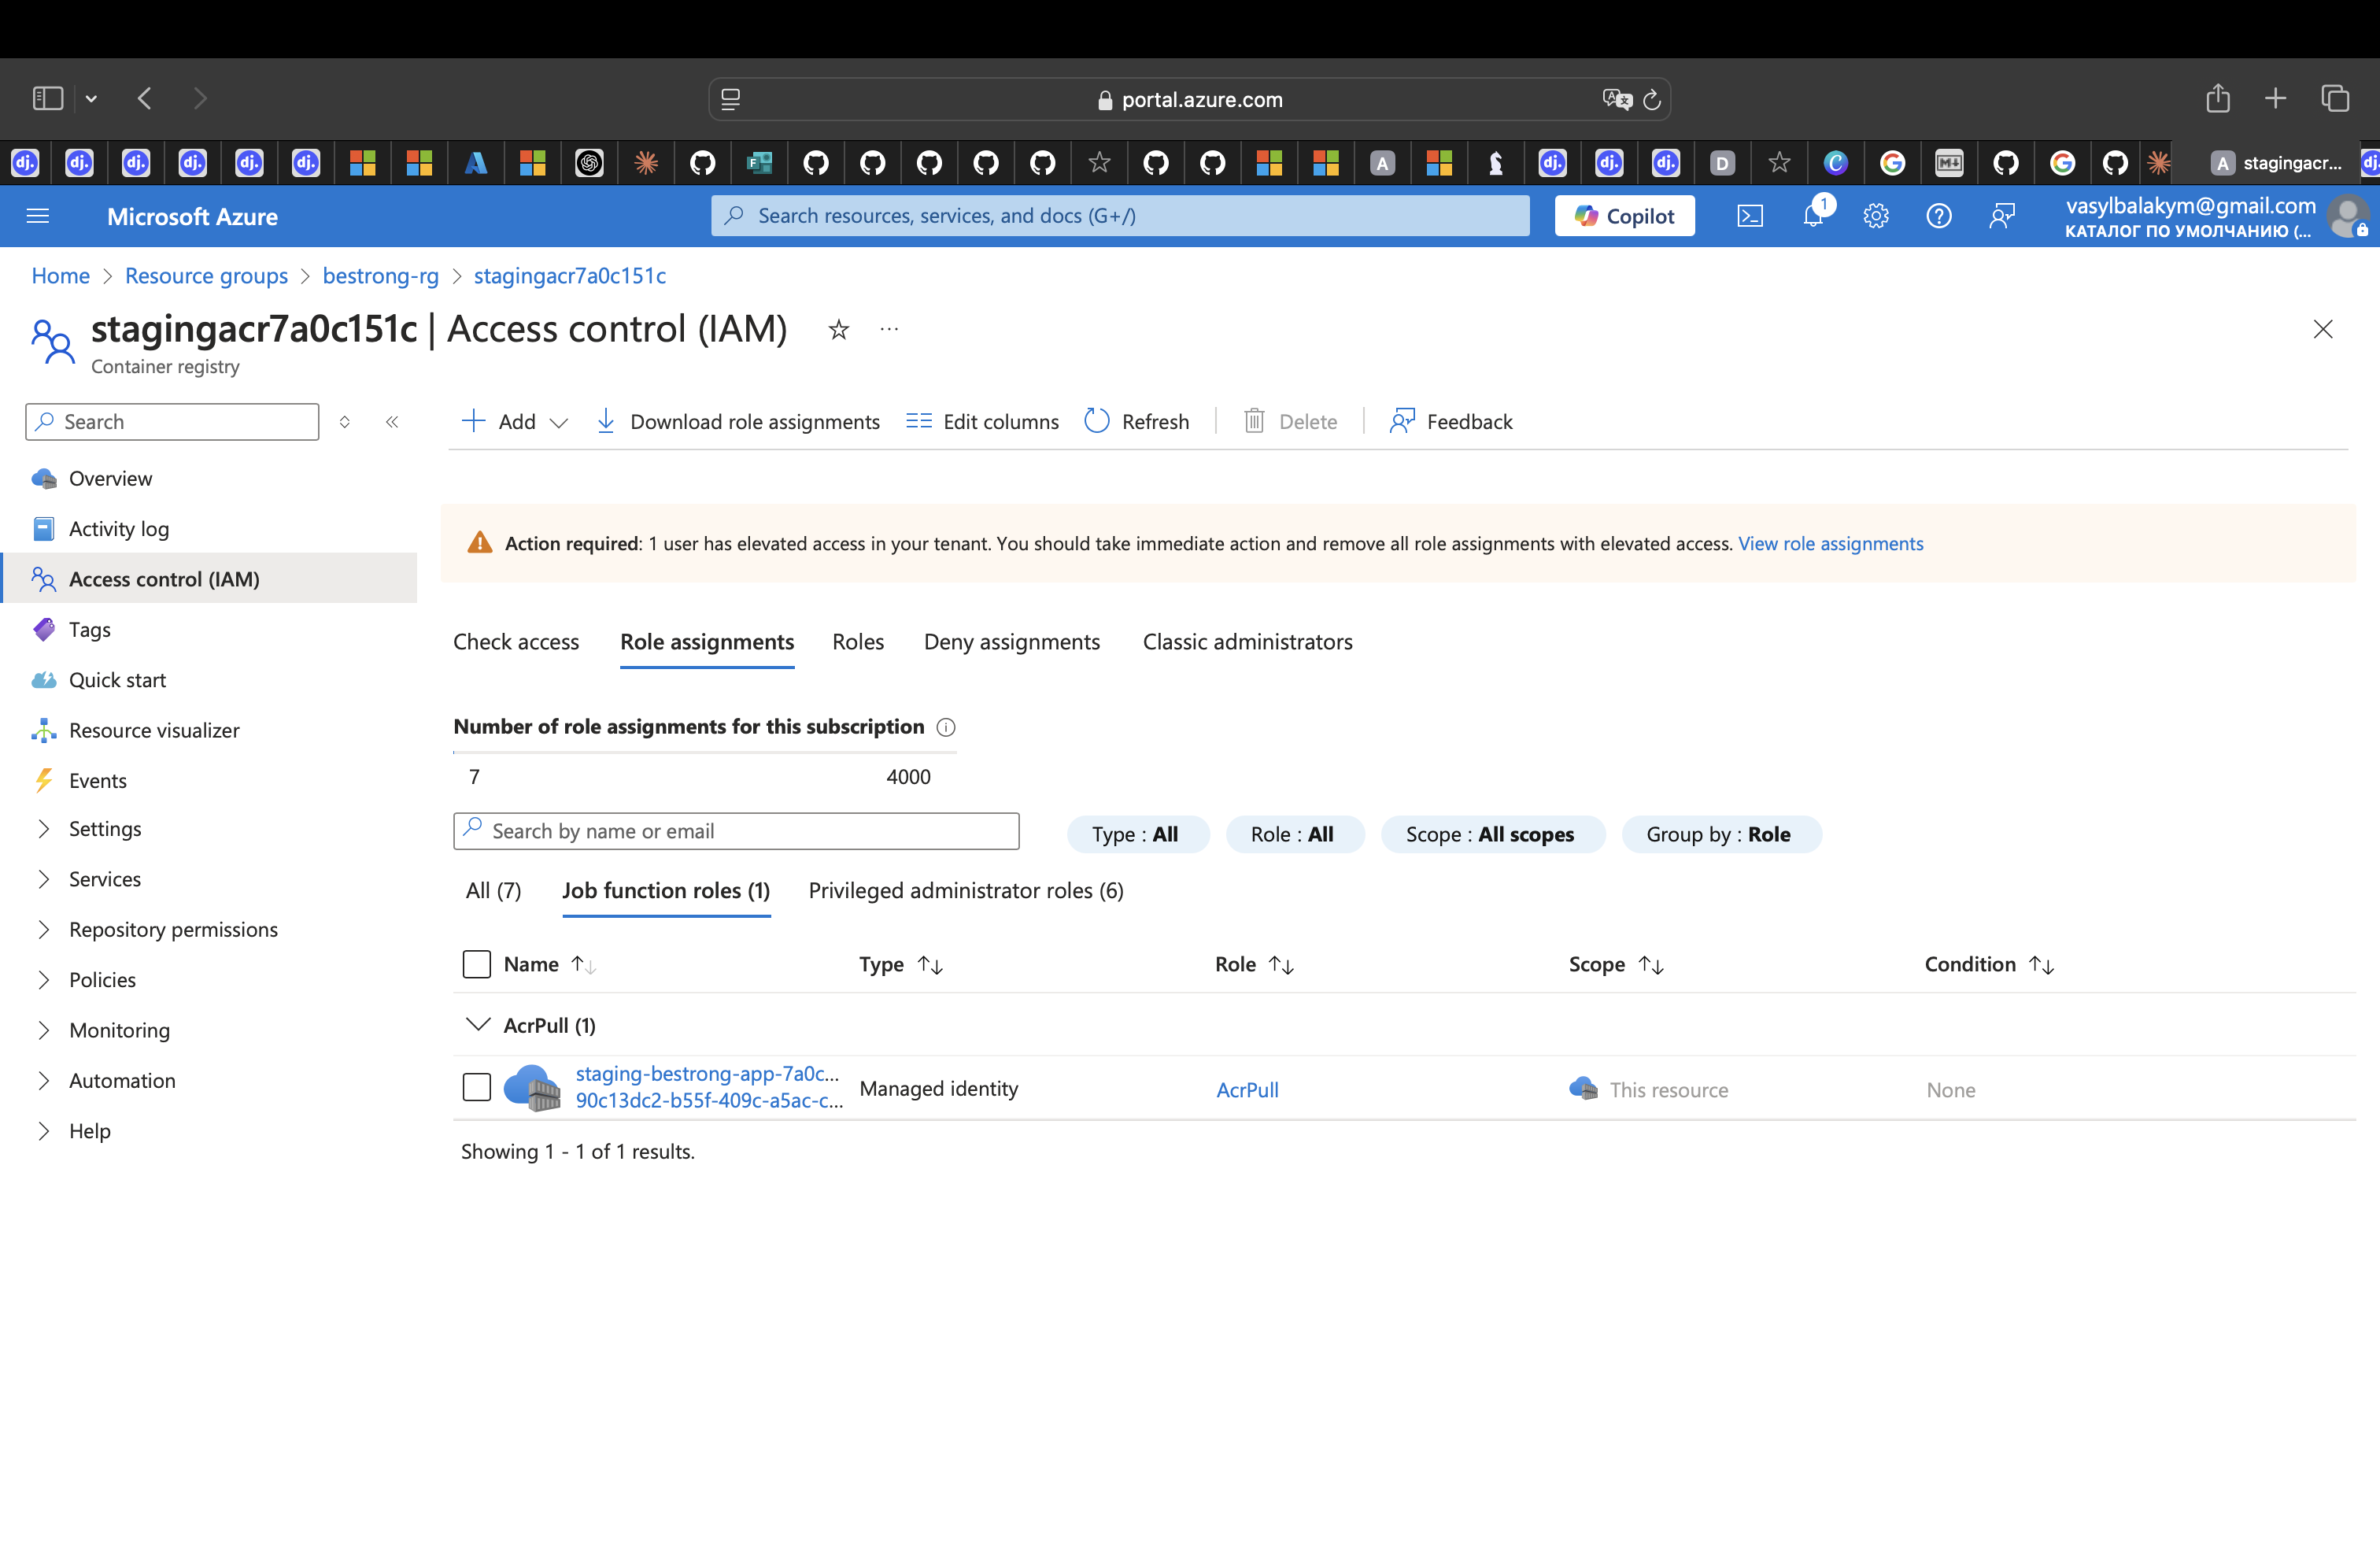 portal.azure.com
stagingacr...
Microsoft Azure
Search resources, services, and docs (G+/)
Copilot
1
vasylbalakym@gmail.com
КАТАЛОГ ПО УМОЛЧАНИЮ (...
Home > Resource groups > bestrong-rg > stagingacr7a0c151c
stagingacr7a0c151c | Access control (IAM)
Container registry
Search
Add
Download role assignments
Edit columns
Refresh
Delete
Feedback
Overview
Activity log
Access control (IAM)
Tags
Quick start
Resource visualizer
Events
Settings
Services
Repository permissions
Policies
Monitoring
Automation
Help
Action required: 1 user has elevated access in your tenant. You should take immediate action and remove all role assignments with elevated access. View role assignments
Check access
Role assignments
Roles
Deny assignments
Classic administrators
Number of role assignments for this subscription
7
4000
Search by name or email
Type : All
Role : All
Scope : All scopes
Group by : Role
All (7)
Job function roles (1)
Privileged administrator roles (6)
Name
Type
Role
Scope
Condition
AcrPull (1)
staging-bestrong-app-7a0c...
90c13dc2-b55f-409c-a5ac-c...
Managed identity
AcrPull
This resource
None
Showing 1 - 1 of 1 results.